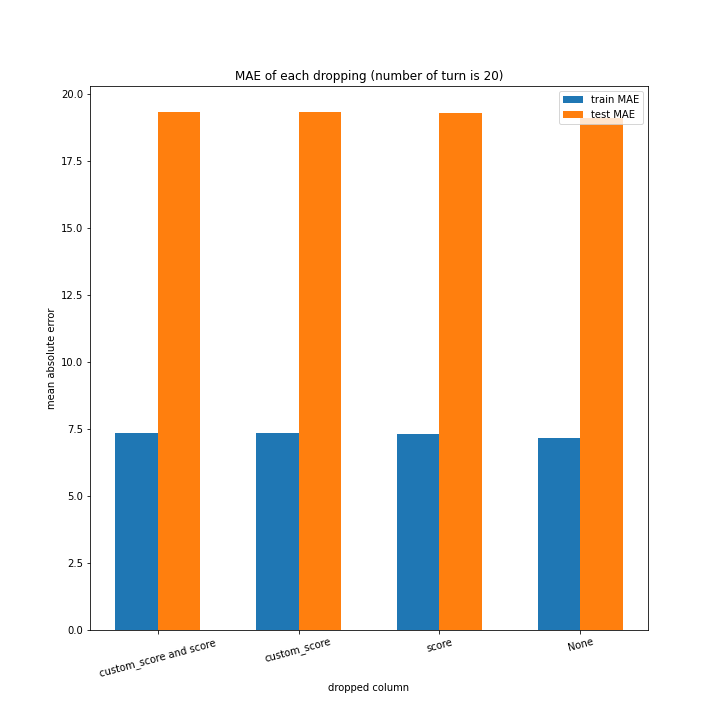 MAE of each dropping (number of turn is 20)
train MAE
test MAE
20.0
17.5
15.0
12.5
10.0
7.5
5.0
2.5
0.0
mean absolute error
custom_score and score
custom_score
score
None
dropped column